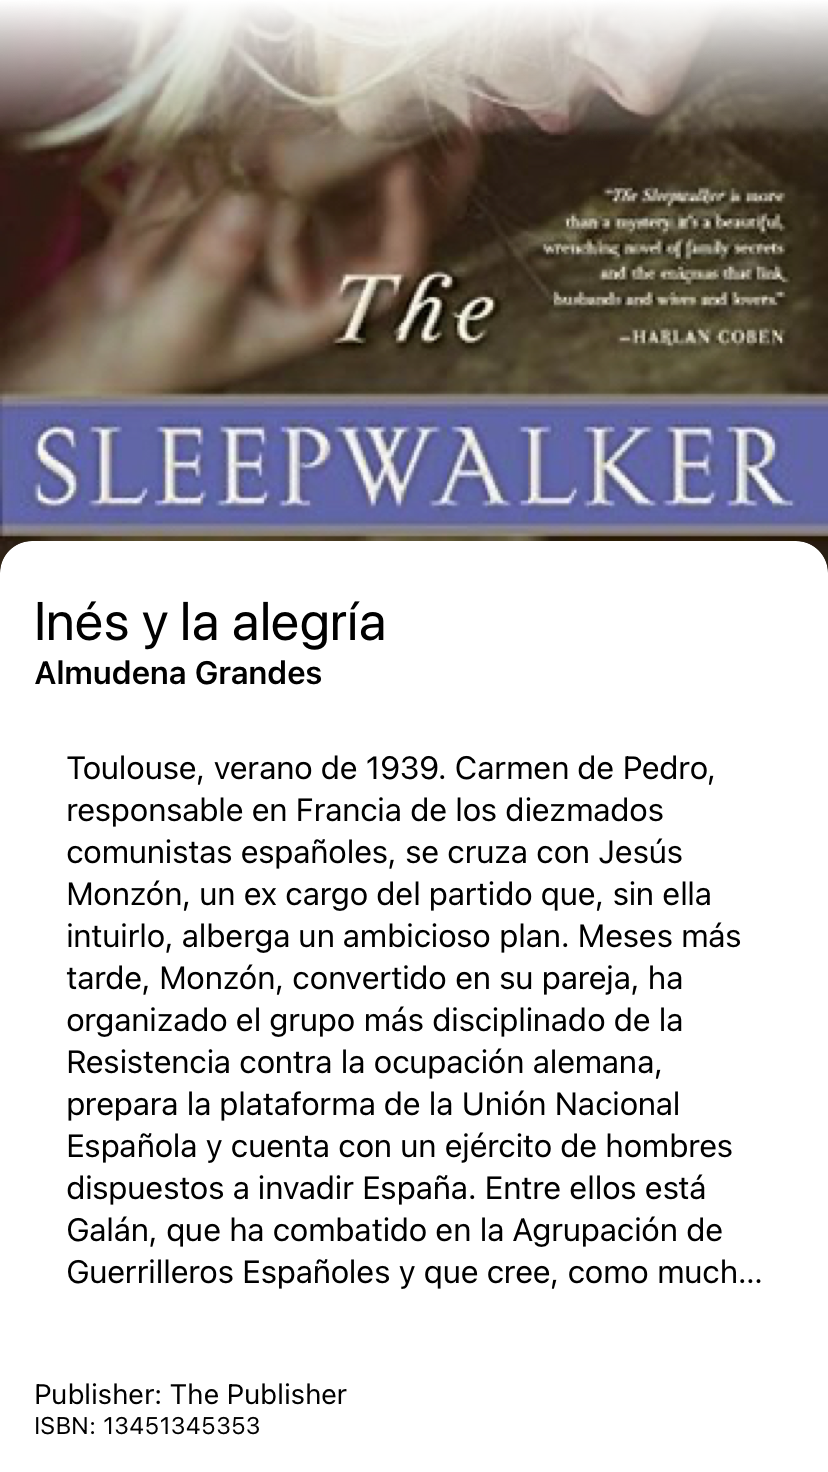 "The Sleepwalker is more
than a mystery: it's a beautiful,
wrenching novel of family secrets
and the enigmas that link
husbands and wives and lovers."
—HARLAN COBEN
The
SLEEPWALKER
Inés y la alegría
Almudena Grandes
Toulouse, verano de 1939. Carmen de Pedro,
responsable en Francia de los diezmados
comunistas españoles, se cruza con Jesús
Monzón, un ex cargo del partido que, sin ella
intuirlo, alberga un ambicioso plan. Meses más
tarde, Monzón, convertido en su pareja, ha
organizado el grupo más disciplinado de la
Resistencia contra la ocupación alemana,
prepara la plataforma de la Unión Nacional
Española y cuenta con un ejército de hombres
dispuestos a invadir España. Entre ellos está
Galán, que ha combatido en la Agrupación de
Guerrilleros Españoles y que cree, como much...
Publisher: The Publisher
ISBN: 13451345353